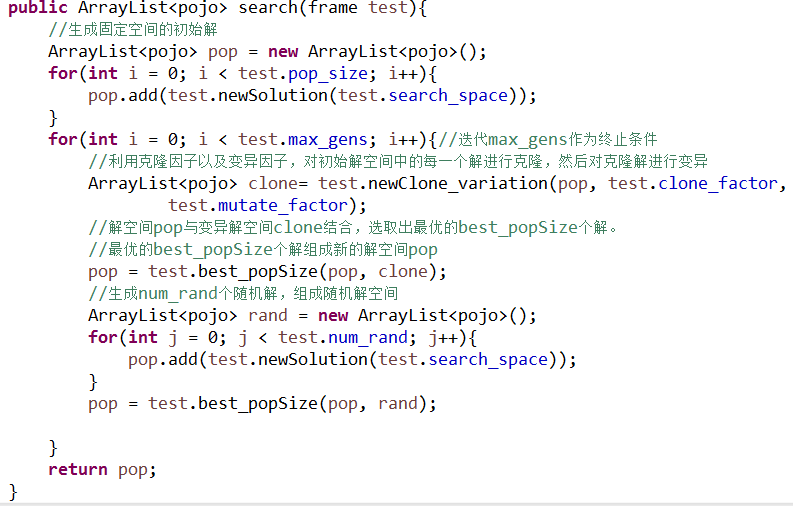 public ArrayList<pojo> search(frame test){
//生成固定空间的初始解
ArrayList<pojo> pop = new ArrayList<pojo>();
for(int i = 0; i < test.pop_size; i++){
pop.add(test.newSolution(test.search_space));
}
for(int i = 0; i < test.max_gens; i++){//迭代max_gens作为终止条件
//利用克隆因子以及变异因子，对初始解空间中的每一个解进行克隆，然后对克隆解进行变异
ArrayList<pojo> clone= test.newClone_variation(pop, test.clone_factor,
test.mutate_factor);
//解空间pop与变异解空间clone结合，选取出最优的best_popSize个解。
//最优的best_popSize个解组成新的解空间pop
pop = test.best_popSize(pop, clone);
//生成num_rand个随机解，组成随机解空间
ArrayList<pojo> rand = new ArrayList<pojo>();
for(int j = 0; j < test.num_rand; j++){
pop.add(test.newSolution(test.search_space));
}
pop = test.best_popSize(pop, rand);
}
return pop;
}